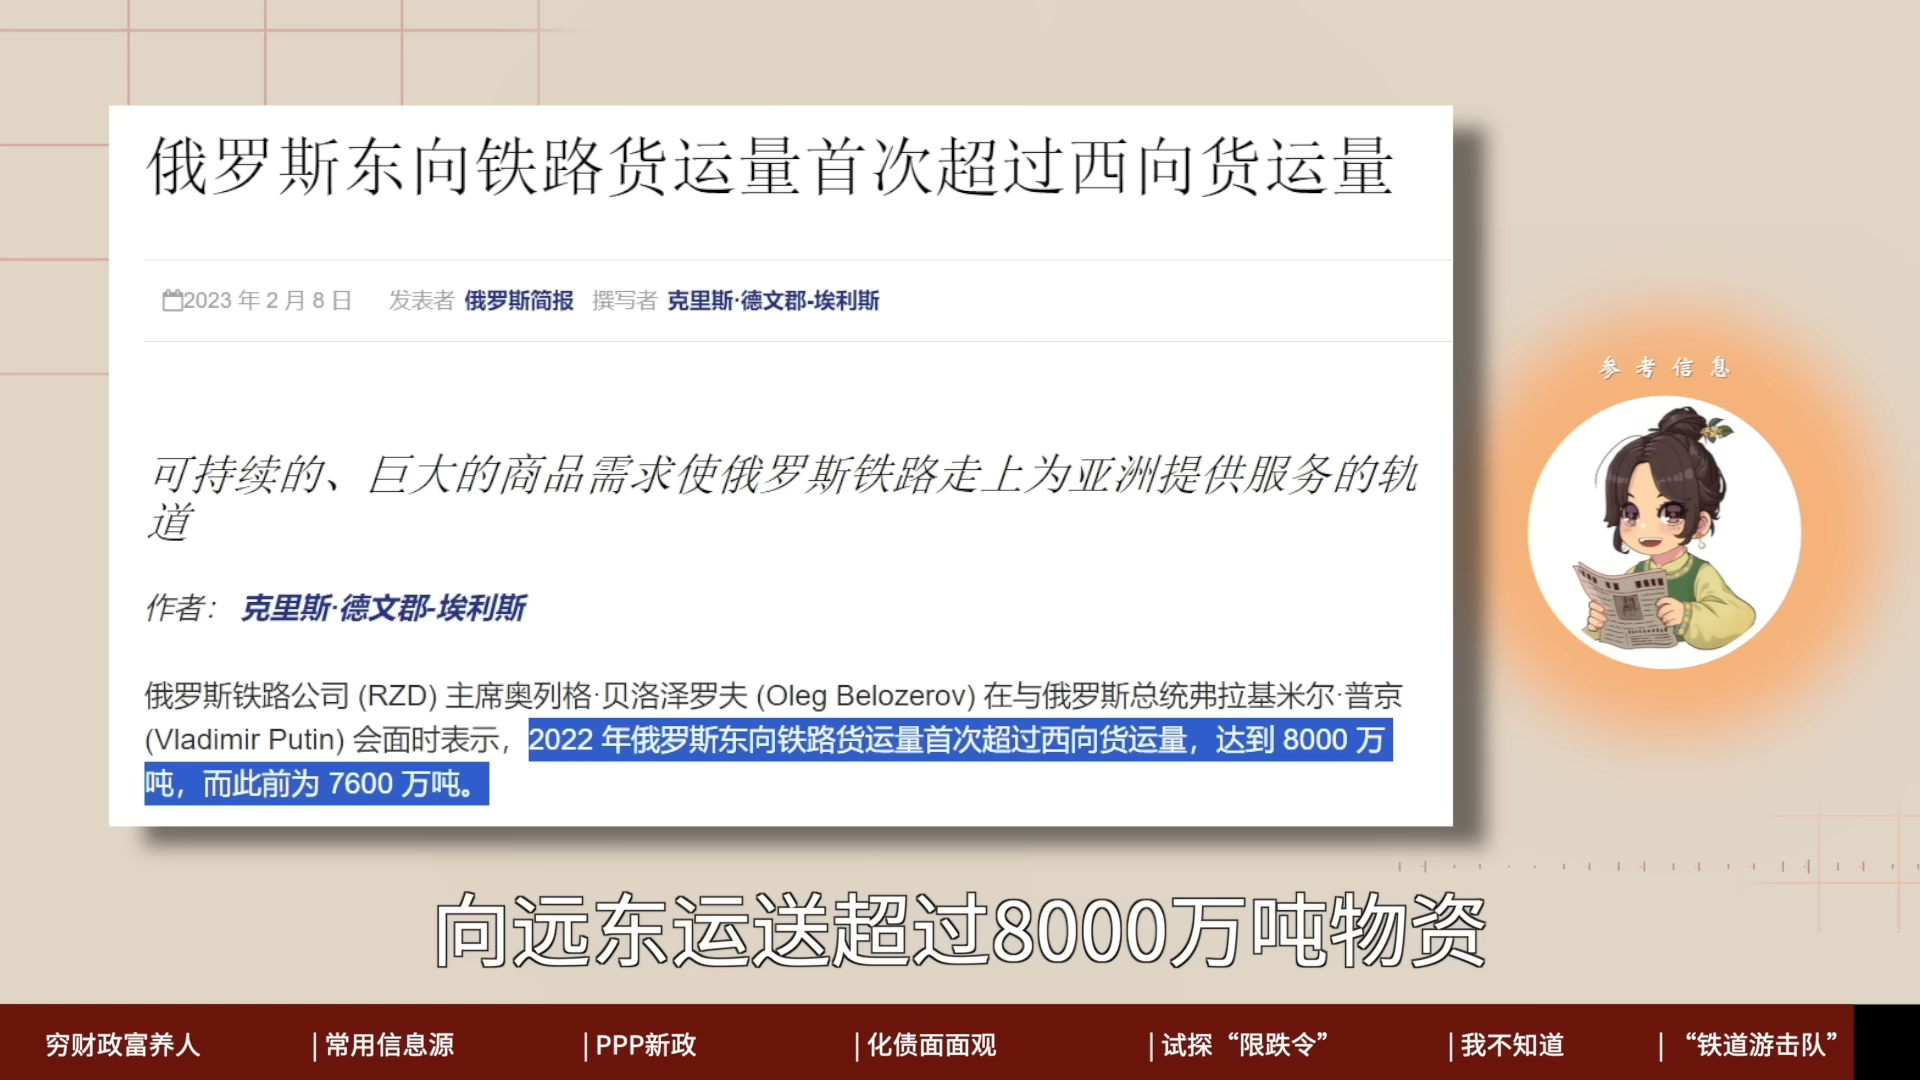 俄罗斯东向铁路货运量首次超过西向货运量
2023 年 2 月 8 日 发表者 俄罗斯简报 撰写者 克里斯·德文郡-埃利斯
参考信息
可持续的、巨大的商品需求使俄罗斯铁路走上为亚洲提供服务的轨
道
作者： 克里斯·德文郡-埃利斯
俄罗斯铁路公司 (RZD) 主席奥列格·贝洛泽罗夫 (Oleg Belozerov) 在与俄罗斯总统弗拉基米尔·普京
(Vladimir Putin) 会面时表示，2022 年俄罗斯东向铁路货运量首次超过西向货运量，达到 8000 万
吨，而此前为 7600 万吨。
向远东运送超过8000万吨物资
穷财政富养人 |常用信息源 |PPP新政 |化债面面观 |试探“限跌令” |我不知道 |“铁道游击队”